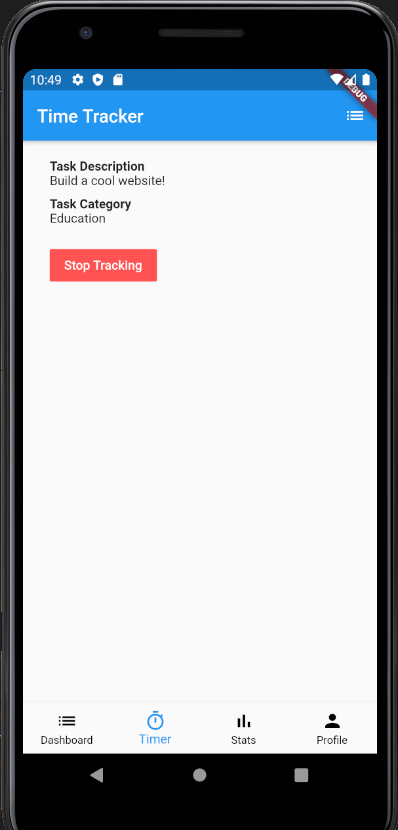 10:49
DEBUG
Time Tracker
Task Description
Build a cool website!
Task Category
Education
Stop Tracking
Dashboard
Timer
Stats
Profile